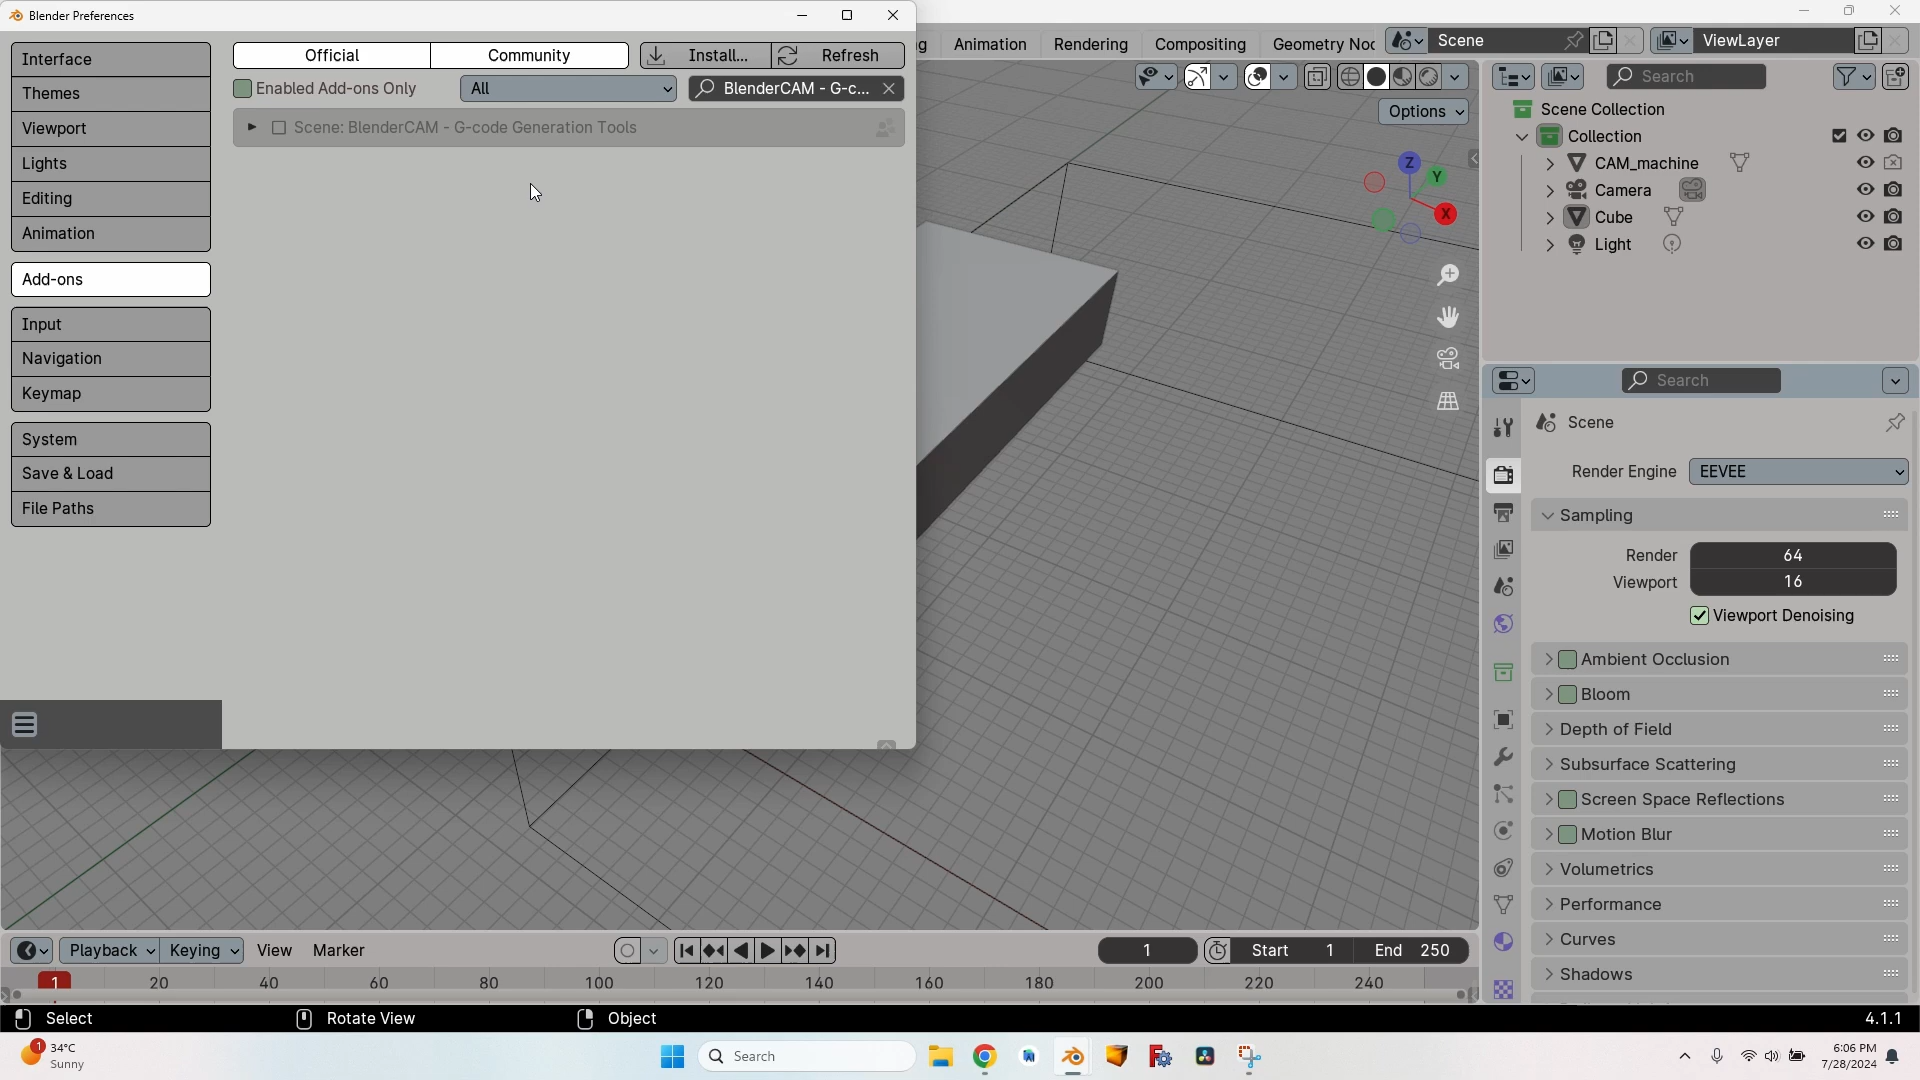 Blender Preferences
Interface
Themes
Viewport
Lights
Editing
Animation
Add-ons
Input
Navigation
Keymap
System
Save & Load
File Paths
Official
Community
Install...
Refresh
Enabled Add-ons Only
All
BlenderCAM - G-c...
Scene: BlenderCAM - G-code Generation Tools
g
Animation
Rendering
Compositing
Geometry Noc
Scene
ViewLayer
Options
Z
Y
X
Search
Scene Collection
Collection
CAM_machine
Camera
Cube
Light
Search
Scene
Render Engine
EEVEE
Sampling
Render
64
Viewport
16
Viewport Denoising
Ambient Occlusion
Bloom
Depth of Field
Subsurface Scattering
Screen Space Reflections
Motion Blur
Volumetrics
Performance
Curves
Shadows
Playback
Keying
View
Marker
1
Start 1
End 250
1
20
40
60
80
100
120
140
160
180
200
220
240
Select
Rotate View
Object
4.1.1
1
34°C
Sunny
Search
6:06 PM
7/28/2024